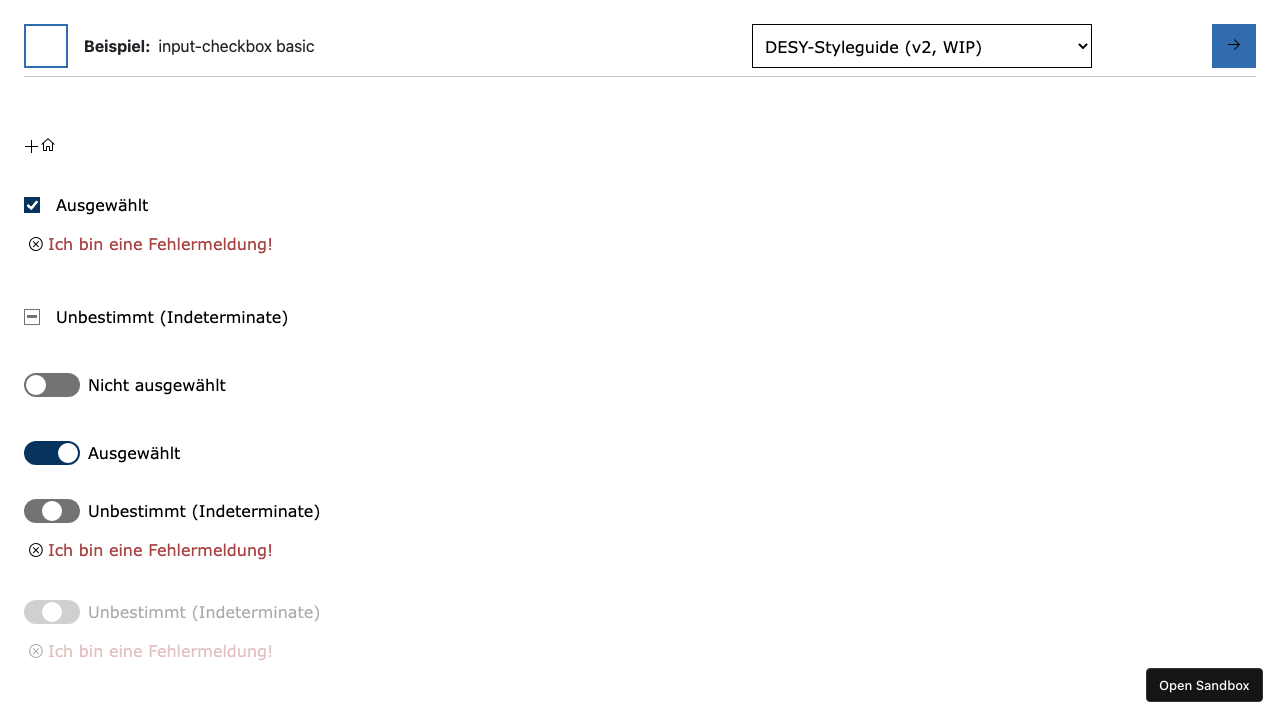 Beispiel: input-checkbox basic
DESY-Styleguide (v2, WIP)
Ausgewählt
Ich bin eine Fehlermeldung!
Unbestimmt (Indeterminate)
Nicht ausgewählt
Ausgewählt
Unbestimmt (Indeterminate)
Ich bin eine Fehlermeldung!
Unbestimmt (Indeterminate)
Ich bin eine Fehlermeldung!
Open Sandbox